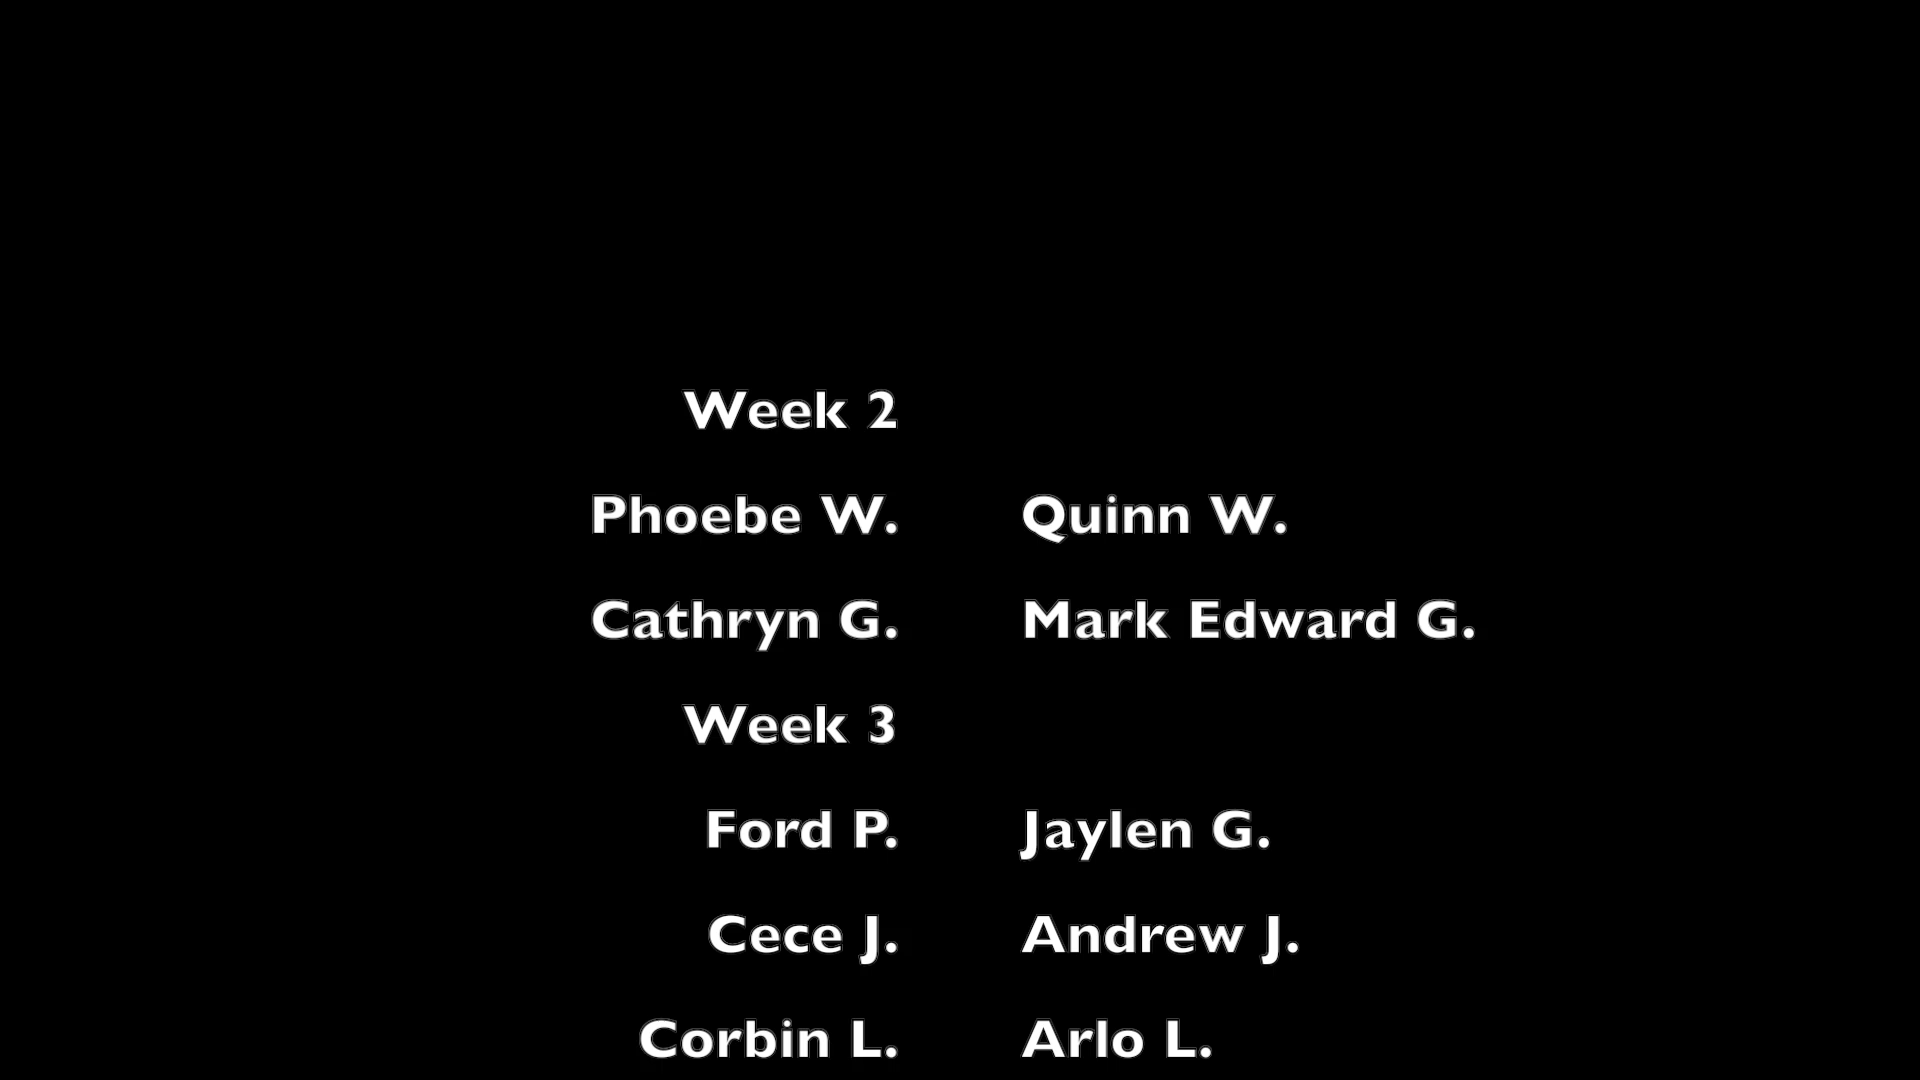 Week 2
Phoebe W. Quinn W.
Cathryn G. Mark Edward G.
Week 3
Ford P. Jaylen G.
Cece J. Andrew J.
Corbin L. Arlo L.